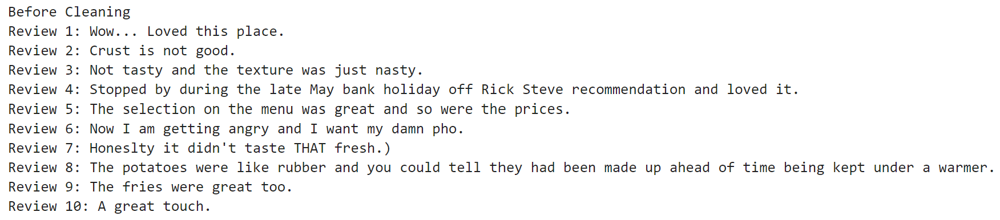 Before Cleaning
Review 1: Wow... Loved this place.
Review 2: Crust is not good.
Review 3: Not tasty and the texture was just nasty.
Review 4: Stopped by during the late May bank holiday off Rick Steve recommendation and loved it.
Review 5: The selection on the menu was great and so were the prices.
Review 6: Now I am getting angry and I want my damn pho.
Review 7: Honeslty it didn't taste THAT fresh.)
Review 8: The potatoes were like rubber and you could tell they had been made up ahead of time being kept under a warmer.
Review 9: The fries were great too.
Review 10: A great touch.